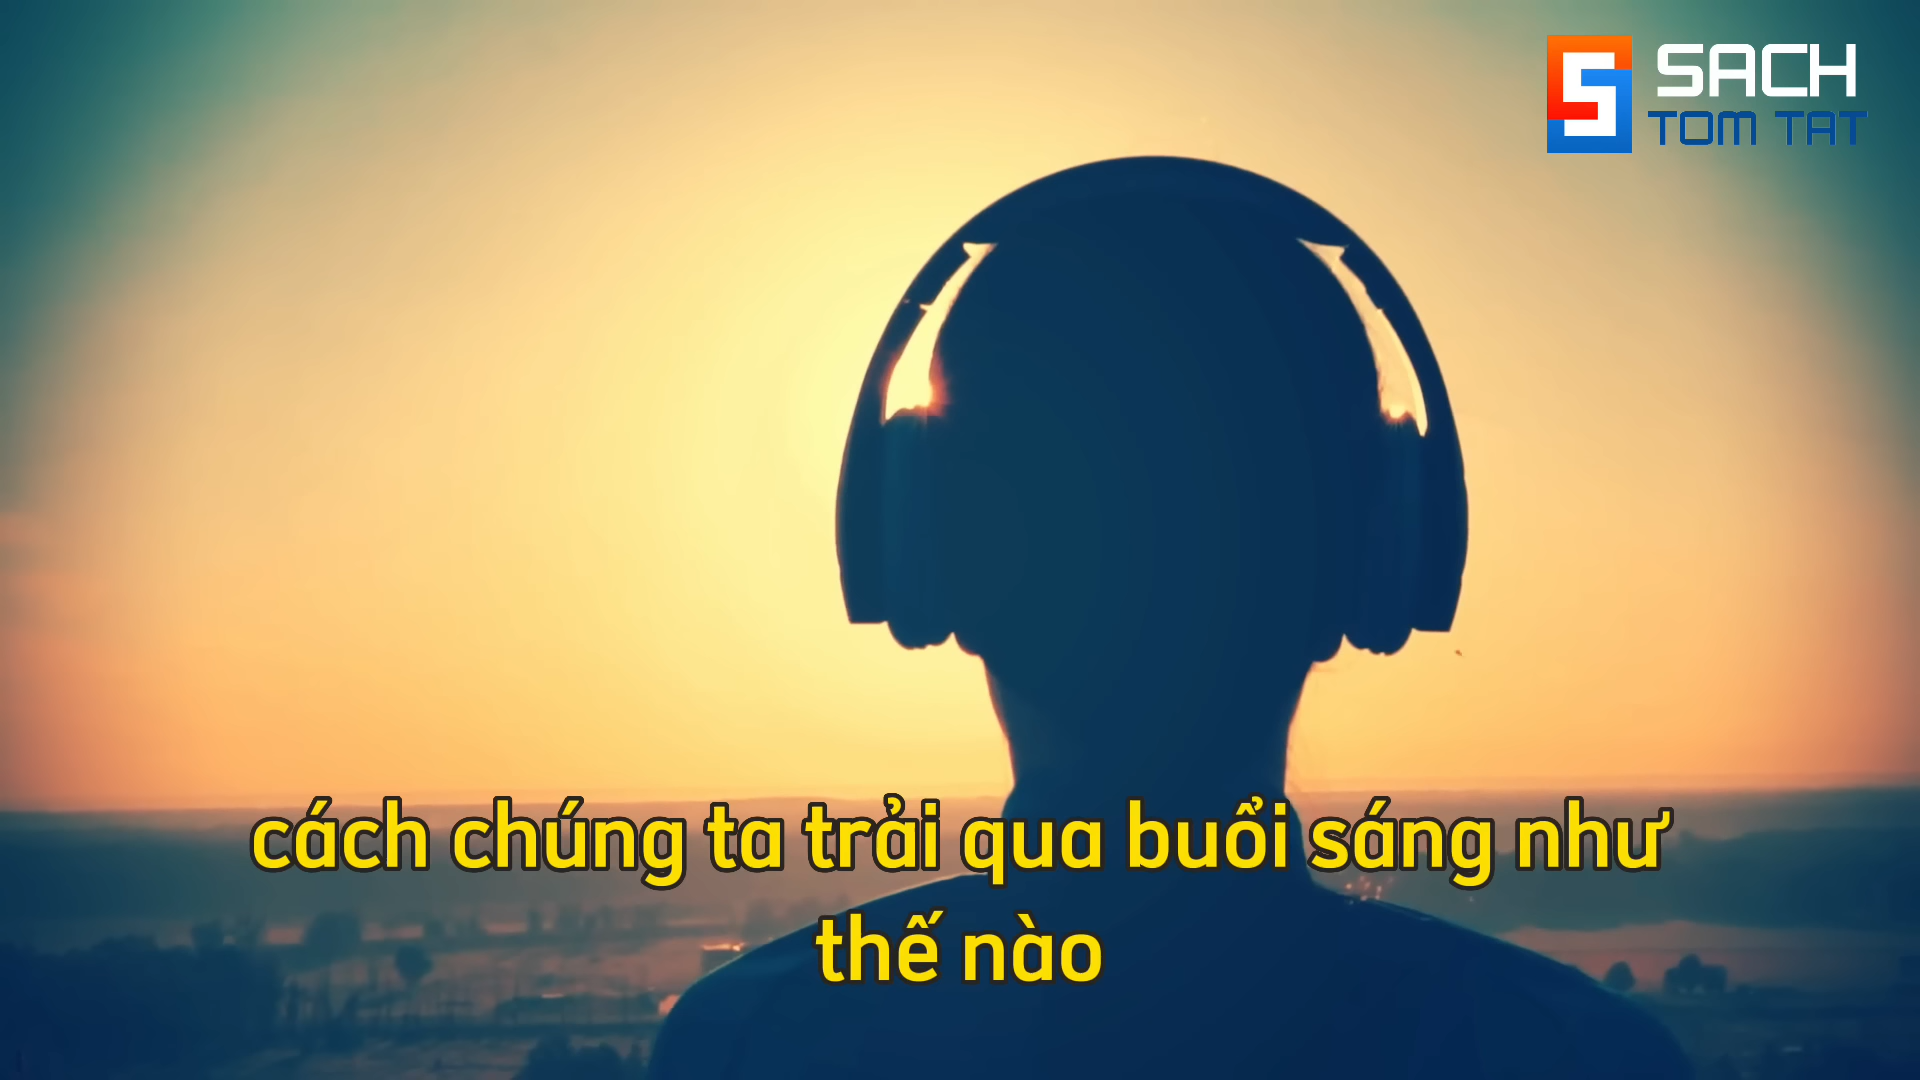 SACH
TOM TAT
cách chúng ta trải qua buổi sáng như
thế nào